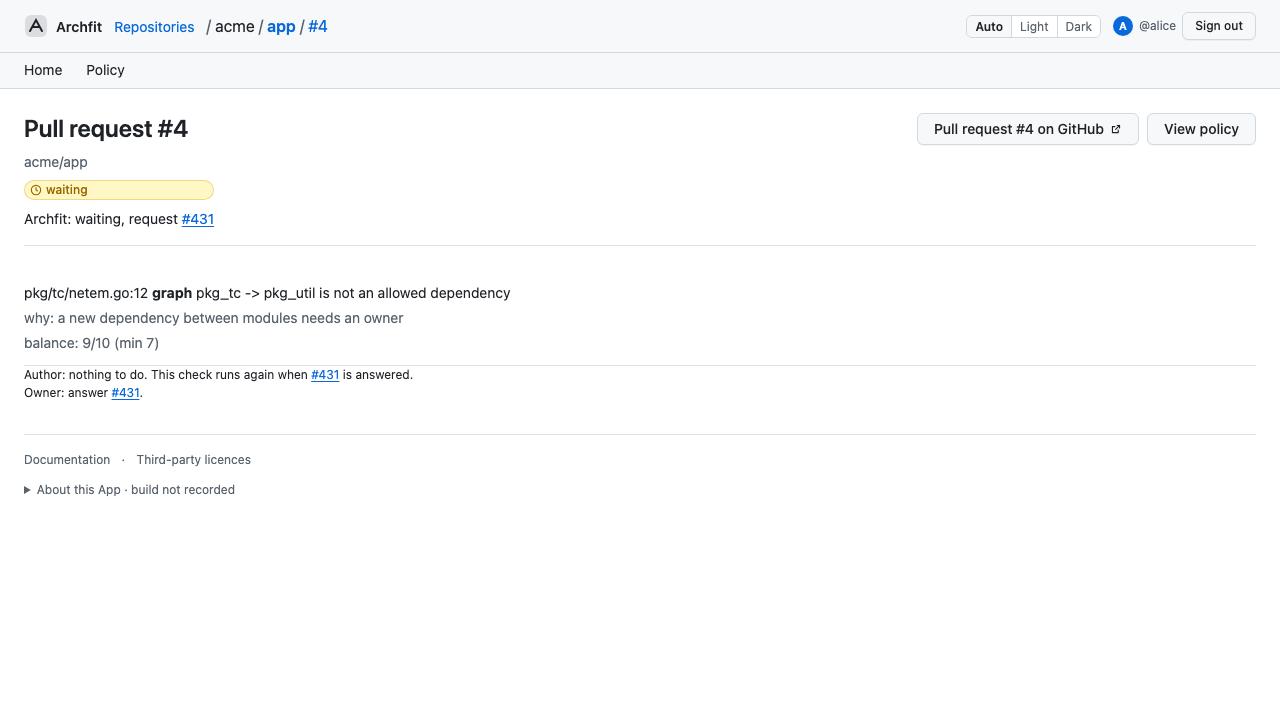 Archfit Repositories / acme / app / #4 Auto Light Dark A @alice Sign out
Home Policy
Pull request #4 Pull request #4 on GitHub View policy
acme/app
waiting
Archfit: waiting, request #431
pkg/tc/netem.go:12 graph pkg_tc -> pkg_util is not an allowed dependency
why: a new dependency between modules needs an owner
balance: 9/10 (min 7)
Author: nothing to do. This check runs again when #431 is answered.
Owner: answer #431.
Documentation · Third-party licences
About this App · build not recorded